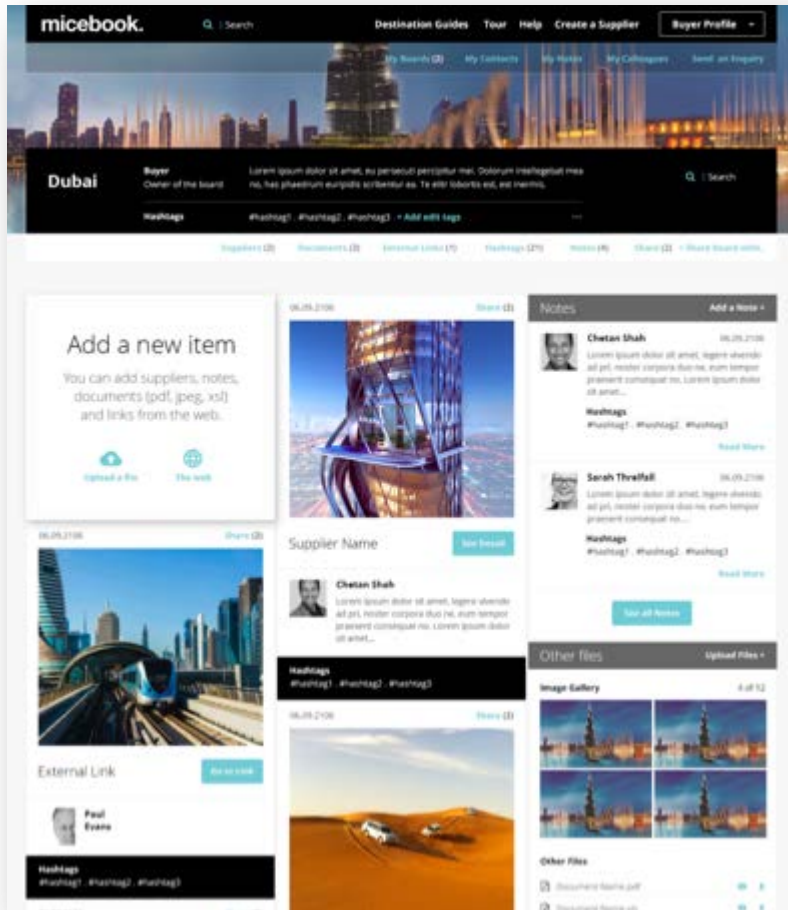 micebook.
Search
Destination Guides Tour Help Create a Supplier Buyer Profile
My Boards (2) My Contacts My Notes My Colleagues Send an Enquiry
Dubai
Buyer
Owner of the board
Lorem ipsum dolor sit amet, eu persecuti percipitur mei. Dolorum intellegebat mea
no, has phaedrum euripidis scribentur ea. Te elitr lobortis est, est inermis.
Search
Hashtags
#hashtag1 . #hashtag2 . #hashtag3 + Add edit tags
Suppliers (2) Documents (3) External Links (1) Hashtags (21) Notes (4) Share (2) + Share board with..
Add a new item
You can add suppliers, notes,
documents (pdf, jpeg, xsl)
and links from the web.
Upload a file
The web
06.09.2106 Share (2)
External Link
Go to Link
Paul
Evans
Hashtags
#hashtag1 . #hashtag2 . #hashtag3
06.09.2106 Share (2)
Supplier Name
See Detail
Chetan Shah
Lorem ipsum dolor sit amet, legere vivendo
ad pri, noster corpora duo ne, eum tempor
praesent consequat no. Lorem ipsum dolor
sit amet...
Hashtags
#hashtag1 . #hashtag2 . #hashtag3
06.09.2106 Share (2)
Notes
Add a Note +
Chetan Shah 06.09.2106
Lorem ipsum dolor sit amet, legere vivendo
ad pri, noster corpora duo ne, eum tempor
praesent consequat no. Lorem ipsum dolor
sit amet...
Hashtags
#hashtag1 . #hashtag2 . #hashtag3
Read More
Sarah Threlfall 06.09.2106
Lorem ipsum dolor sit amet, legere vivendo
ad pri, noster corpora duo ne, eum tempor
praesent consequat no....
Hashtags
#hashtag1 . #hashtag2 . #hashtag3
Read More
See all Notes
Other files
Upload Files +
Image Gallery
4 of 12
Other Files
Document Name.pdf
Document Name